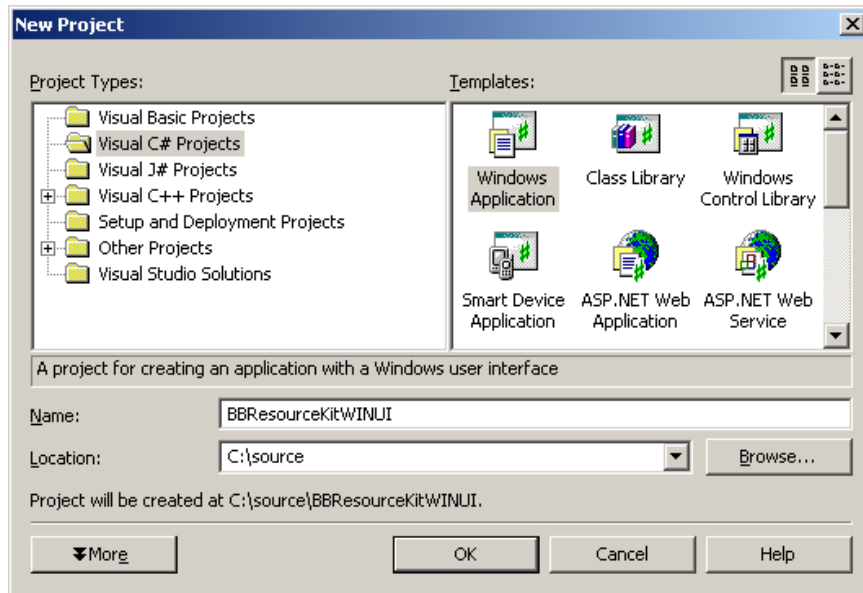 New Project
Project Types:
Templates:
Visual Basic Projects
Visual C# Projects
Visual J# Projects
Visual C++ Projects
Setup and Deployment Projects
Other Projects
Visual Studio Solutions
Windows
Application
Class Library
Windows
Control Library
Smart Device
Application
ASP.NET Web
Application
ASP.NET Web
Service
A project for creating an application with a Windows user interface
Name:
BBResourceKitWINUI
Location:
C:\source
Browse...
Project will be created at C:\source\BBResourceKitWINUI.
More
OK
Cancel
Help